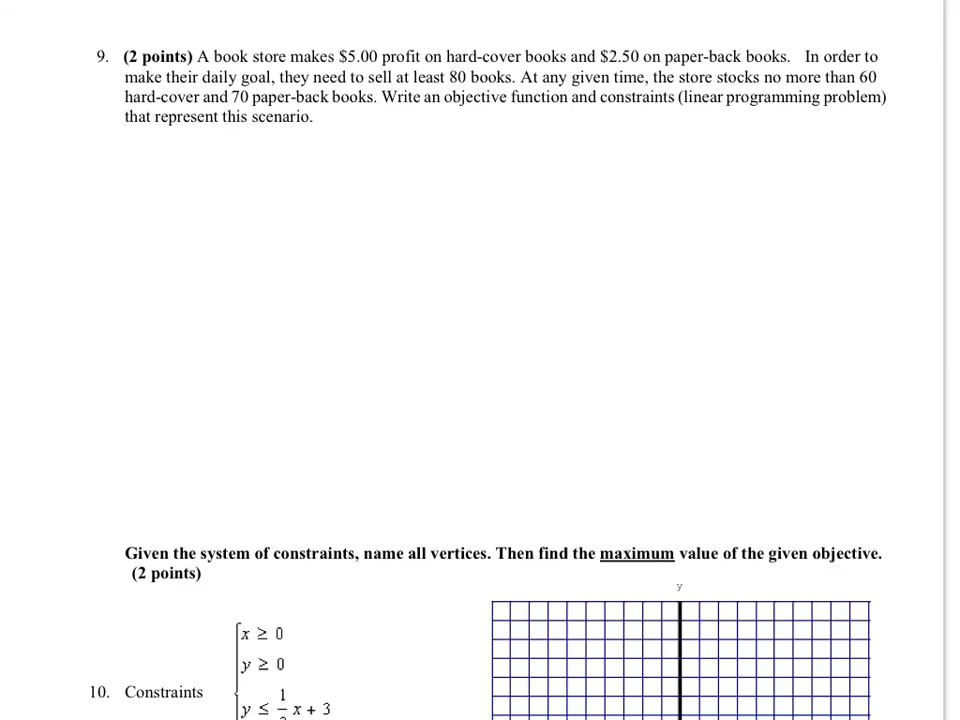 9. (2 points) A book store makes $5.00 profit on hard-cover books and $2.50 on paper-back books. In order to
make their daily goal, they need to sell at least 80 books. At any given time, the store stocks no more than 60
hard-cover and 70 paper-back books. Write an objective function and constraints (linear programming problem)
that represent this scenario.
Given the system of constraints, name all vertices. Then find the maximum value of the given objective.
(2 points)
y
x ≥ 0
y ≥ 0
10. Constraints
y ≤ 1/ x + 3